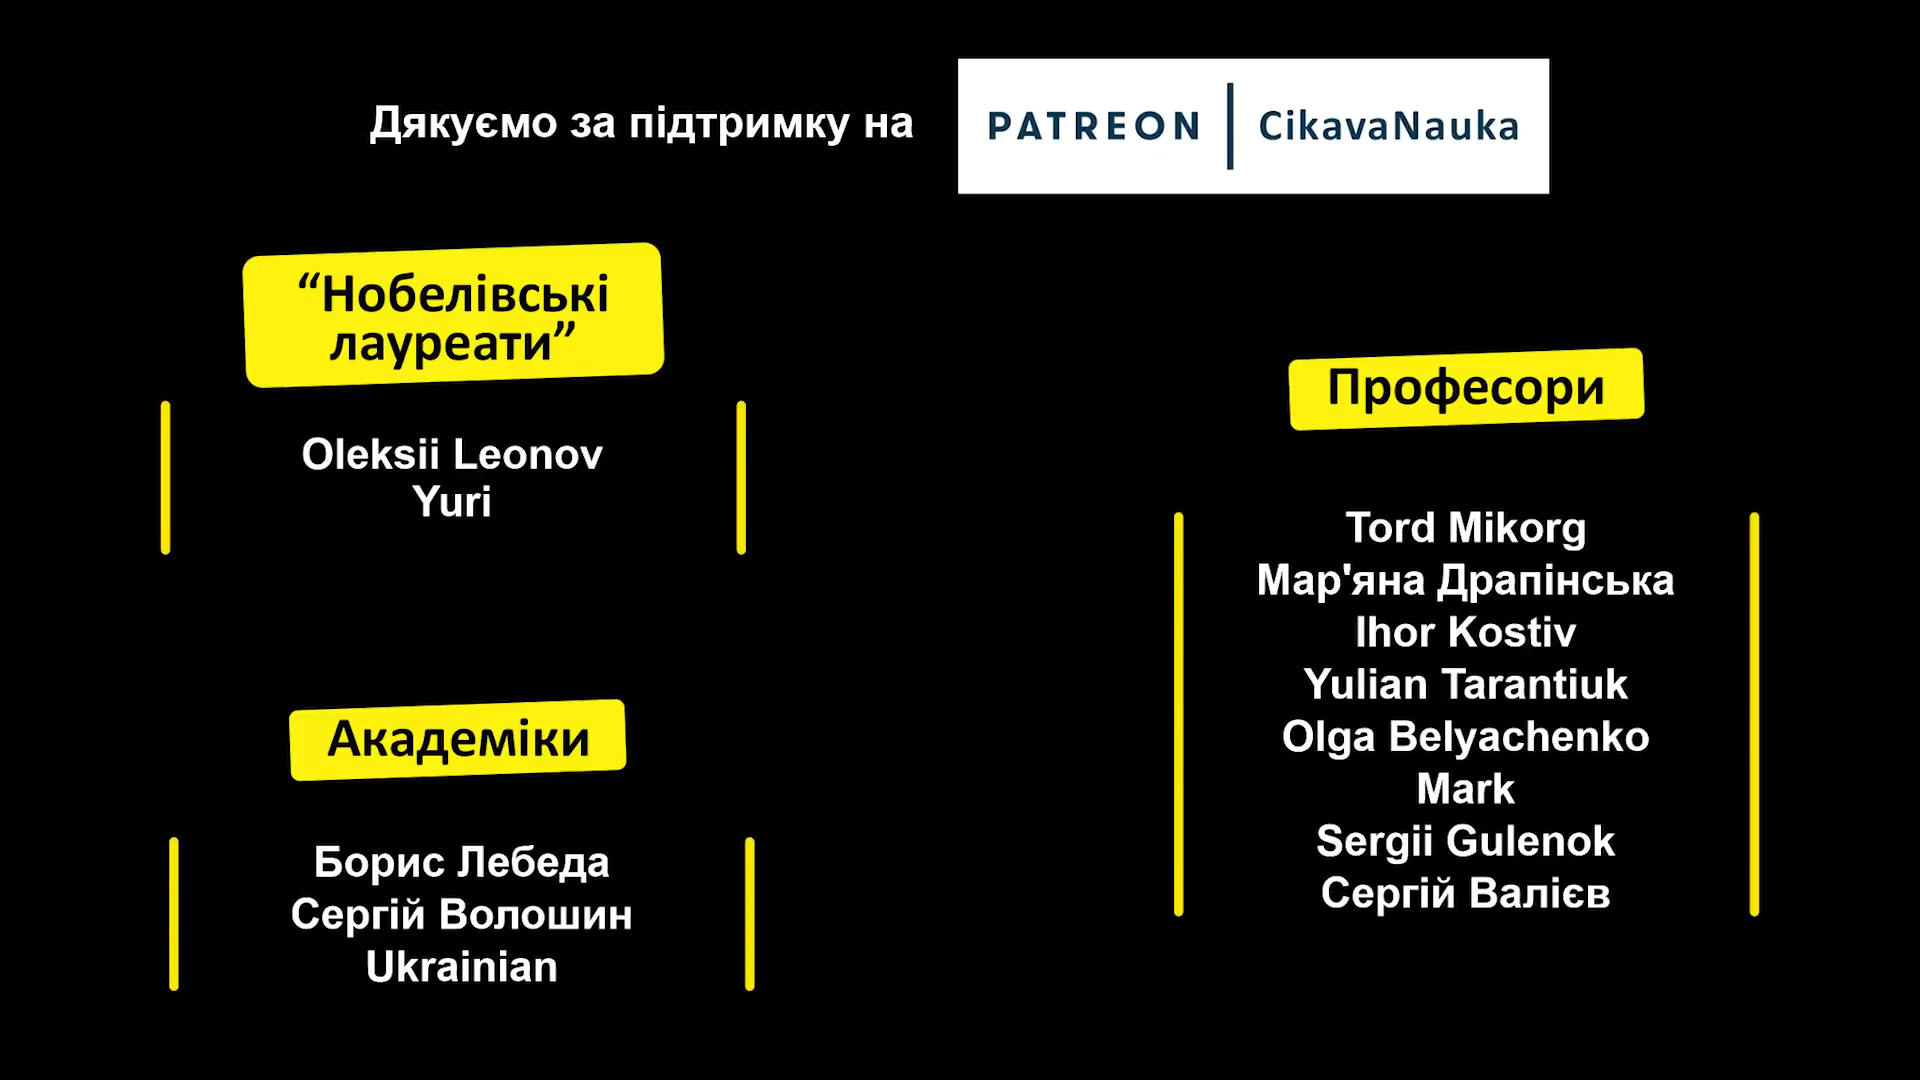 Дякуємо за підтримку на
PATREON | CikavaNauka
“Нобелівські
лауреати”
Oleksii Leonov
Yuri
Академіки
Борис Лебеда
Сергій Волошин
Ukrainian
Професори
Tord Mikorg
Мар'яна Драпінська
Ihor Kostiv
Yulian Tarantiuk
Olga Belyachenko
Mark
Sergii Gulenok
Сергій Валієв